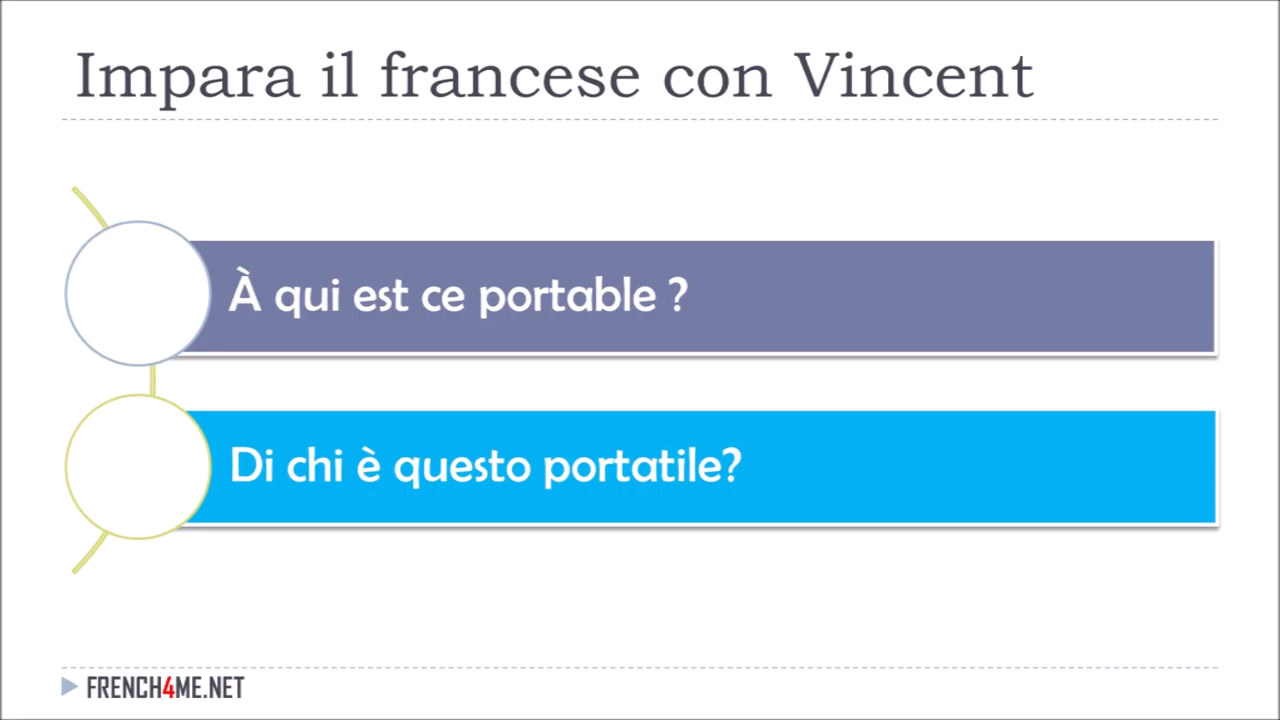 Impara il francese con Vincent
À qui est ce portable ?
Di chi è questo portatile?
FRENCH4ME.NET